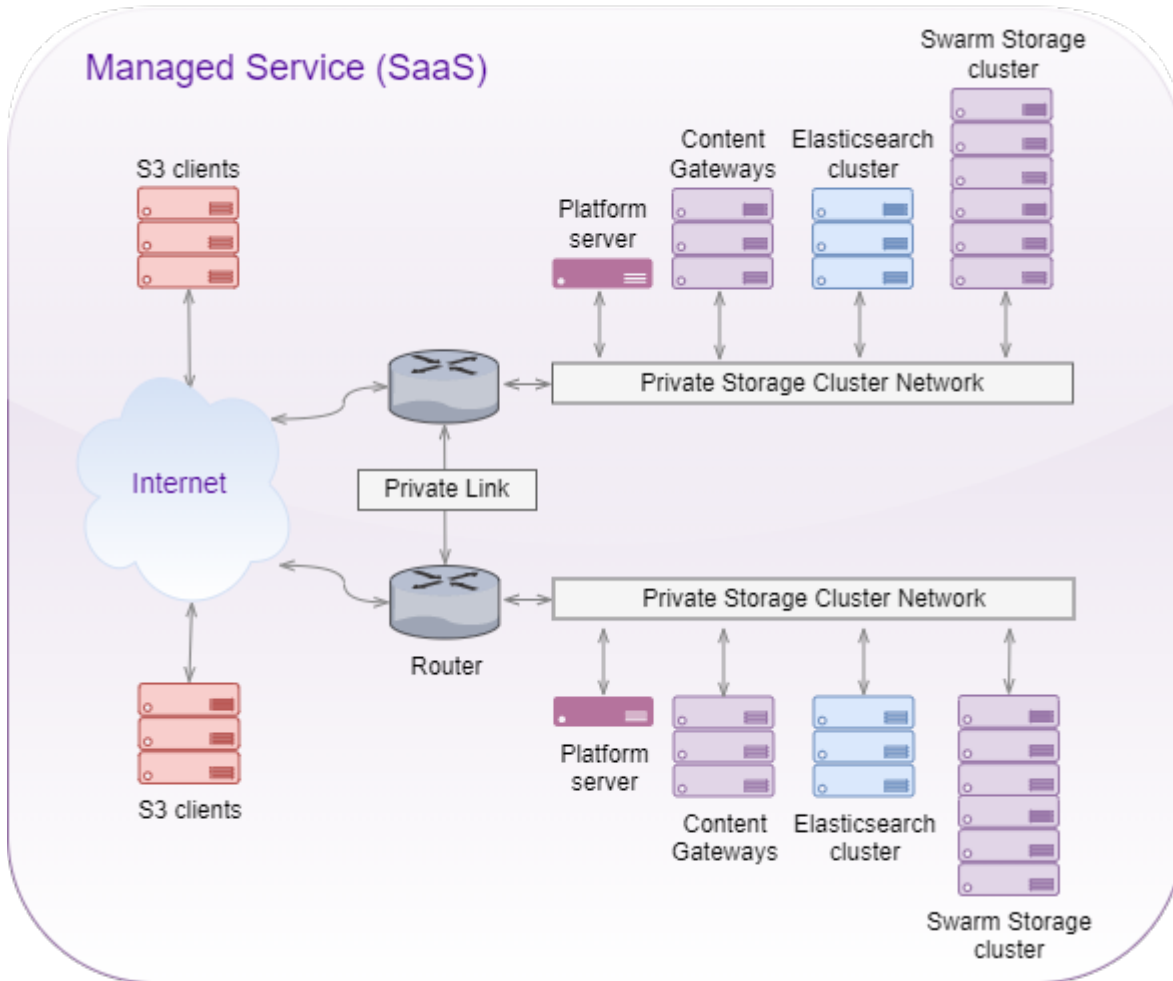 Managed Service (SaaS)
Swarm Storage
cluster
S3 clients
Content
Gateways
Elasticsearch
cluster
Platform
server
Private Storage Cluster Network
Internet
Private Link
Private Storage Cluster Network
Router
Platform
server
S3 clients
Content
Gateways
Elasticsearch
cluster
Swarm Storage
cluster